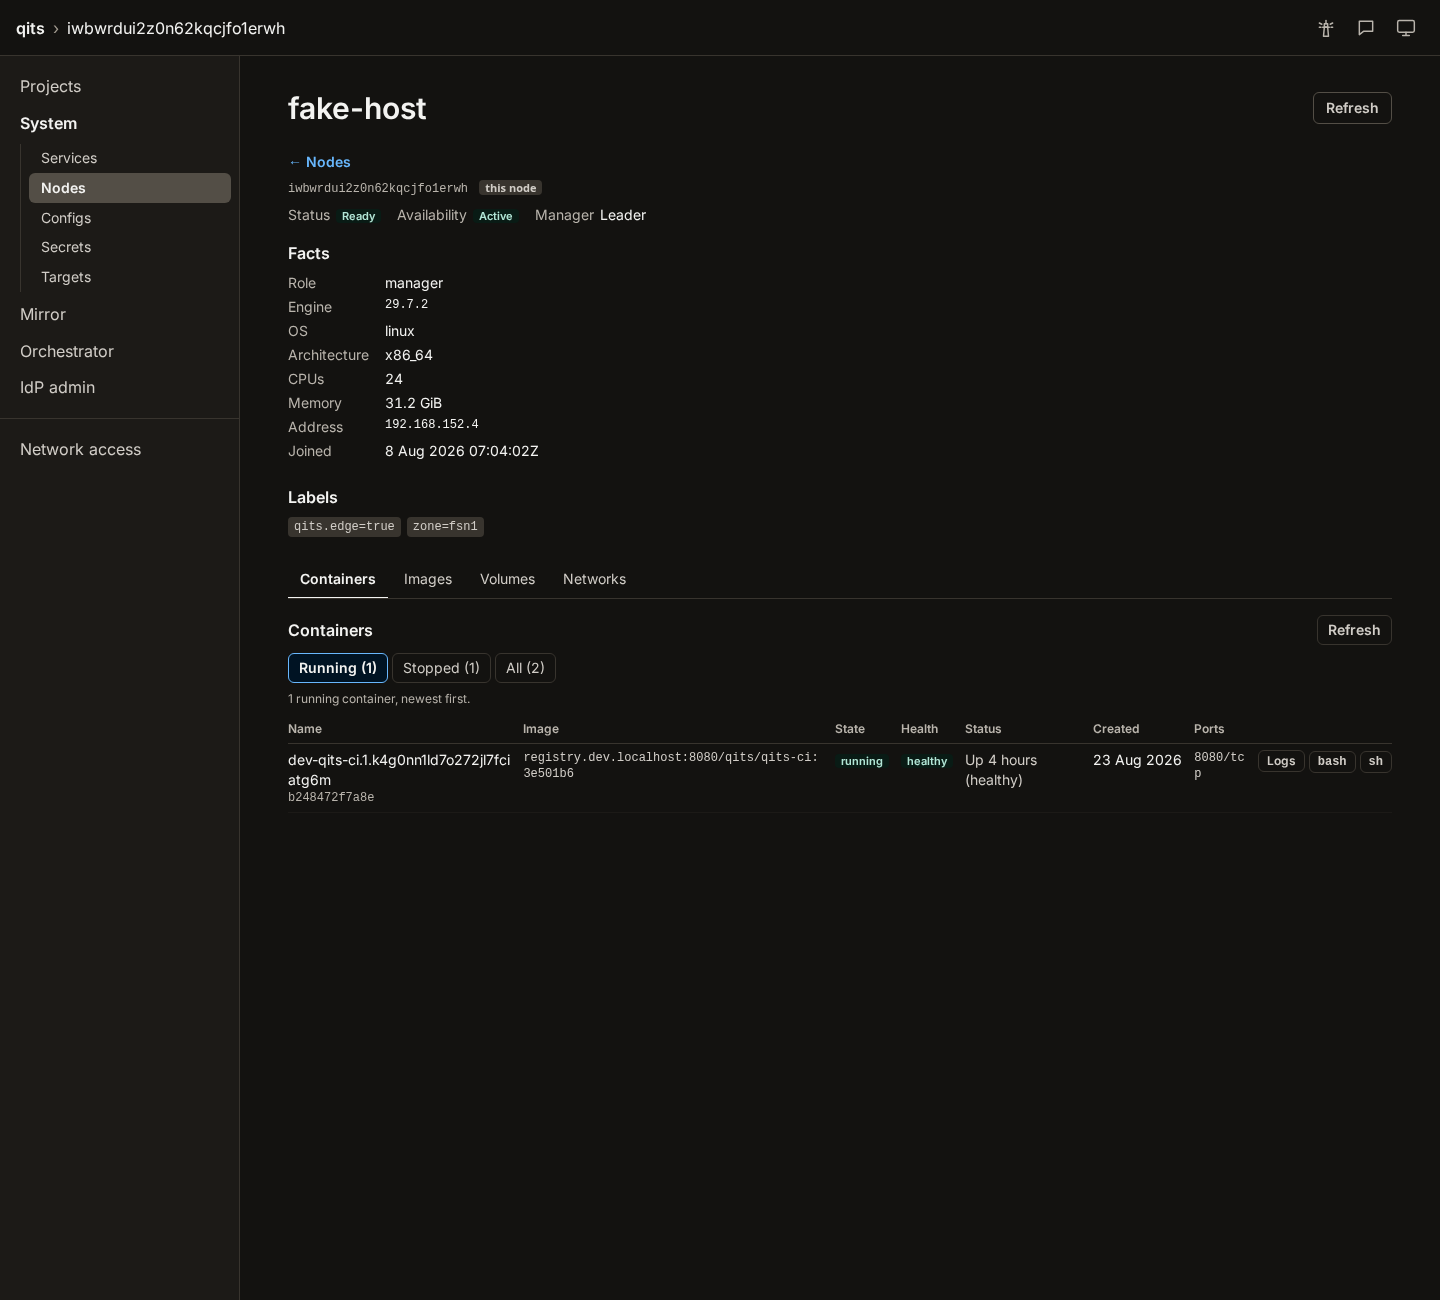 qits › iwbwrdui2z0n62kqcjfo1erwh
Projects
System
Services
Nodes
Configs
Secrets
Targets
Mirror
Orchestrator
IdP admin
Network access
fake-host
Refresh
← Nodes
iwbwrdui2z0n62kqcjfo1erwh this node
Status Ready Availability Active Manager Leader
Facts
Role manager
Engine 29.7.2
OS linux
Architecture x86_64
CPUs 24
Memory 31.2 GiB
Address 192.168.152.4
Joined 8 Aug 2026 07:04:02Z
Labels
qits.edge=true zone=fsn1
Containers Images Volumes Networks
Containers
Refresh
Running (1) Stopped (1) All (2)
1 running container, newest first.
Name Image State Health Status Created Ports
dev-qits-ci.1.k4g0nn1ld7o272jl7fci
atg6m
b248472f7a8e
registry.dev.localhost:8080/qits/qits-ci:
3e501b6
running
healthy
Up 4 hours
(healthy)
23 Aug 2026
8080/tc
p
Logs bash sh